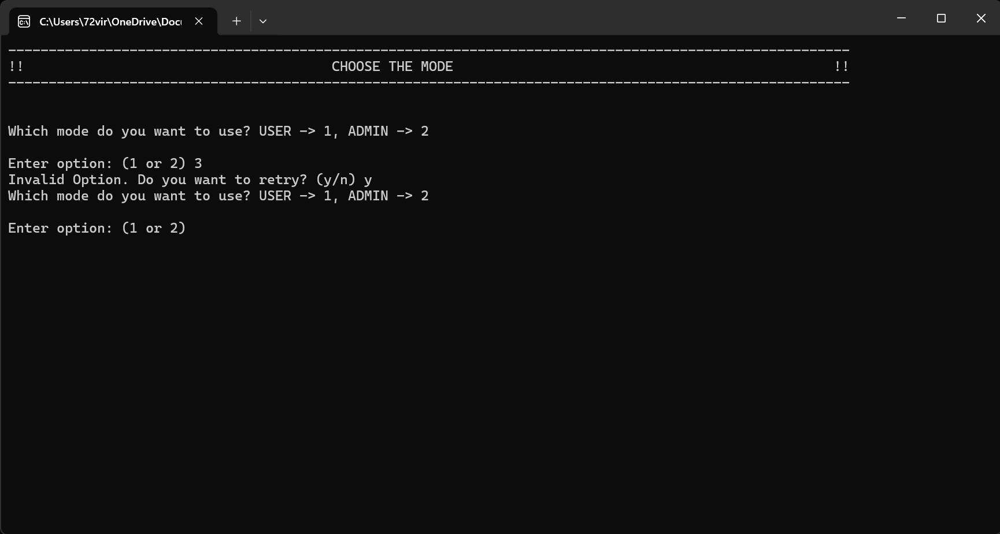 C:\Users\72vir\OneDrive\Docu
--------------------------------------------------------------------------------------------------------
!! CHOOSE THE MODE !!
--------------------------------------------------------------------------------------------------------
Which mode do you want to use? USER -> 1, ADMIN -> 2
Enter option: (1 or 2) 3
Invalid Option. Do you want to retry? (y/n) y
Which mode do you want to use? USER -> 1, ADMIN -> 2
Enter option: (1 or 2)